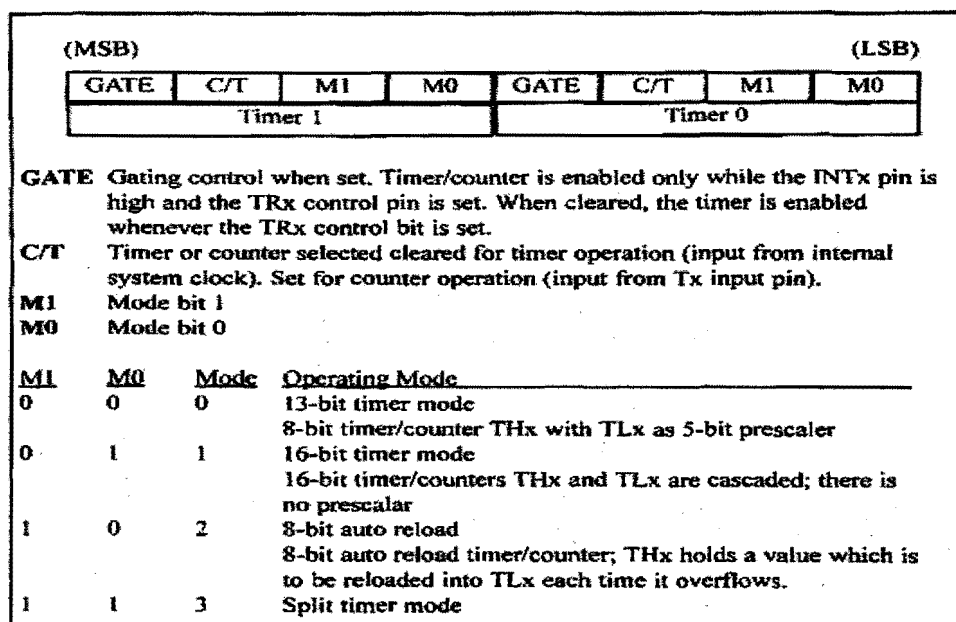 (MSB) (LSB)
GATE C/T M1 M0 GATE C/T M1 M0
Timer 1 Timer 0
GATE Gating control when set. Timer/counter is enabled only while the INTx pin is
high and the TRx control pin is set. When cleared, the timer is enabled
whenever the TRx control bit is set.
C/T Timer or counter selected cleared for timer operation (input from internal
system clock). Set for counter operation (input from Tx input pin).
M1 Mode bit 1
M0 Mode bit 0
M1 M0 Mode Operating Mode
0 0 0 13-bit timer mode
8-bit timer/counter THx with TLx as 5-bit prescaler
0 1 1 16-bit timer mode
16-bit timer/counters THx and TLx are cascaded; there is
no prescalar
1 0 2 8-bit auto reload
8-bit auto reload timer/counter; THx holds a value which is
to be reloaded into TLx each time it overflows.
1 1 3 Split timer mode